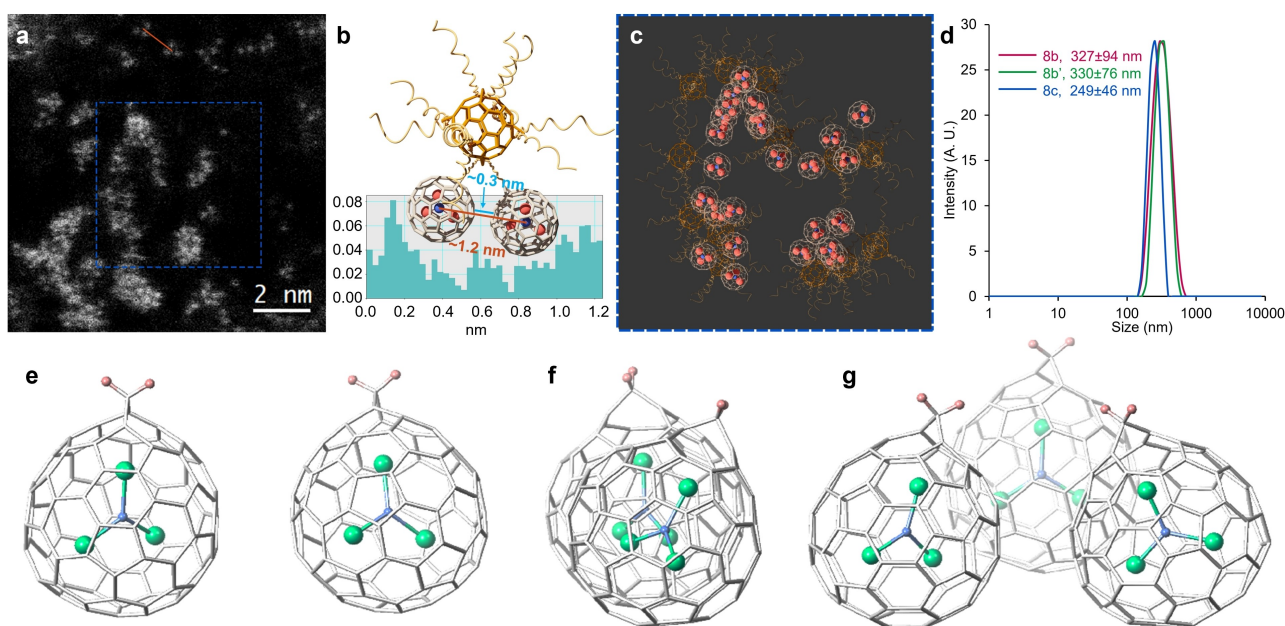 a
2 nm
b
~0.3 nm
~1.2 nm
0.08
0.06
0.04
0.02
0.00
0.0 0.2 0.4 0.6 0.8 1.0 1.2
nm
c
d
Intensity (A. U.)
30
25
20
15
10
5
0
8b, 327±94 nm
8b’, 330±76 nm
8c, 249±46 nm
1 10 100 1000 10000
Size (nm)
e
f
g